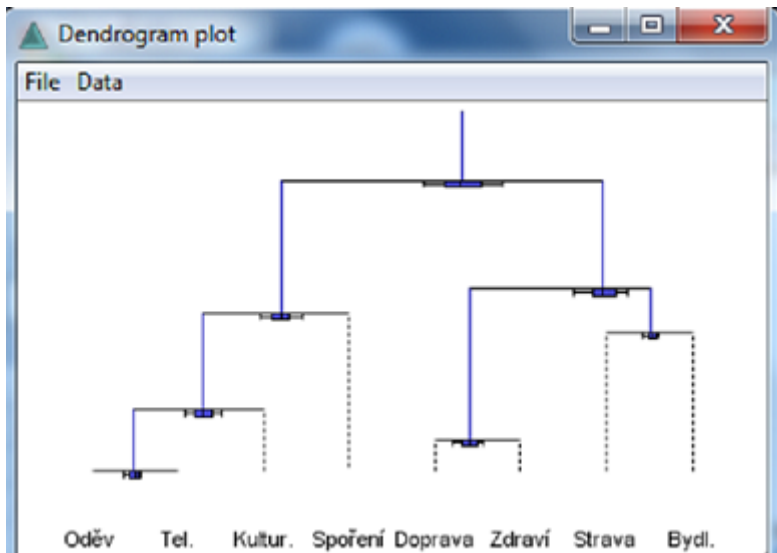 Dendrogram plot
File Data
Oděv Tel. Kultur. Spoření Doprava Zdraví Strava Bydl.